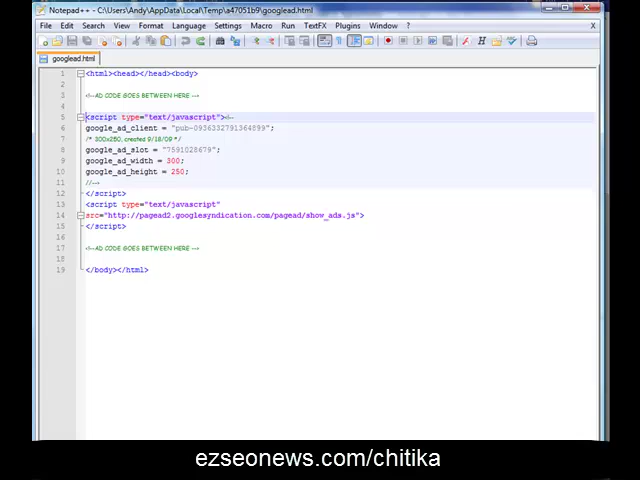 Notepad++ - C:\Users\Andy\AppData\Local\Temp\a47051b9\googlead.html
File Edit Search View Format Language Settings Macro Run TextFX Plugins Window ? X
googlead.html
1 <html><head></head><body>
2
3 <!--AD CODE GOES BETWEEN HERE -->
4
5 <script type="text/javascript"><!--
6 google_ad_client = "pub-0936332791364899";
7 /* 300x250, created 9/18/09 */
8 google_ad_slot = "7591028679";
9 google_ad_width = 300;
10 google_ad_height = 250;
11 //-->
12 </script>
13 <script type="text/javascript"
14 src="http://pagead2.googlesyndication.com/pagead/show_ads.js">
15 </script>
16
17 <!--AD CODE GOES BETWEEN HERE -->
18
19 </body></html>
ezseonews.com/chitika